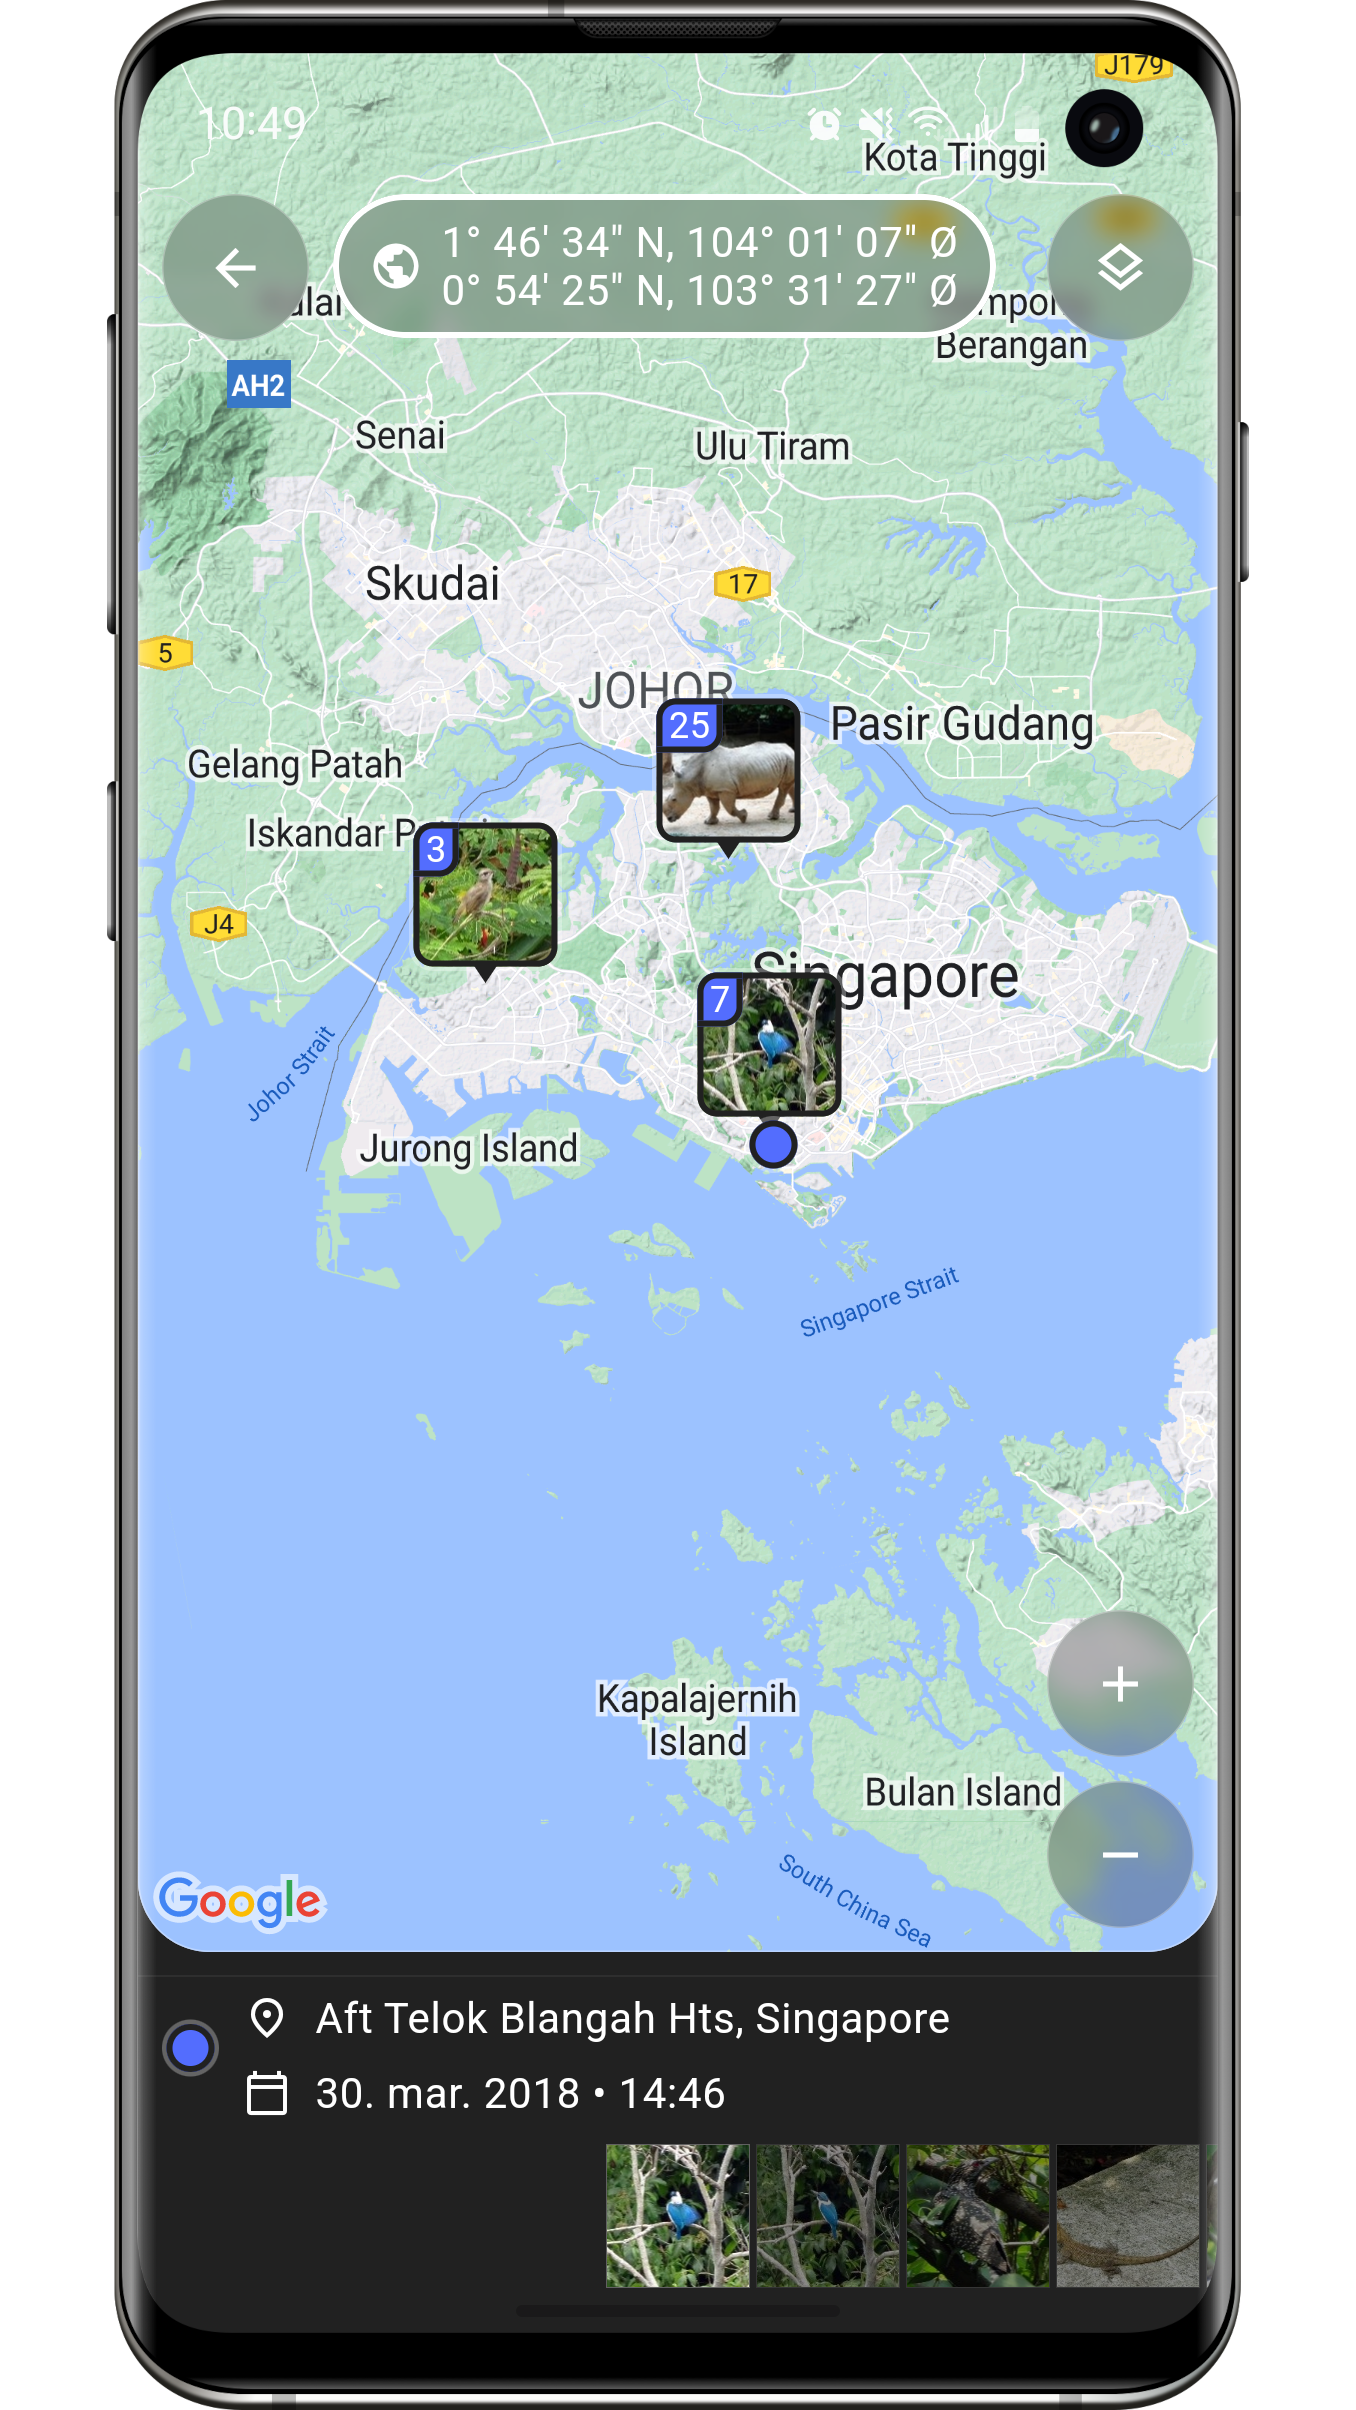 J179
10:49
Kota Tinggi
1° 46' 34" N, 104° 01' 07" Ø
0° 54' 25" N, 103° 31' 27" Ø
Berangan
AH2
Senai
Ulu Tiram
Skudai
17
5
JOHOR
25
Pasir Gudang
Gelang Patah
Iskandar
3
J4
Singapore
7
Johor Strait
Jurong Island
Singapore Strait
Kapalajernih
Island
Bulan Island
South China Sea
Google
Aft Telok Blangah Hts, Singapore
30. mar. 2018 • 14:46